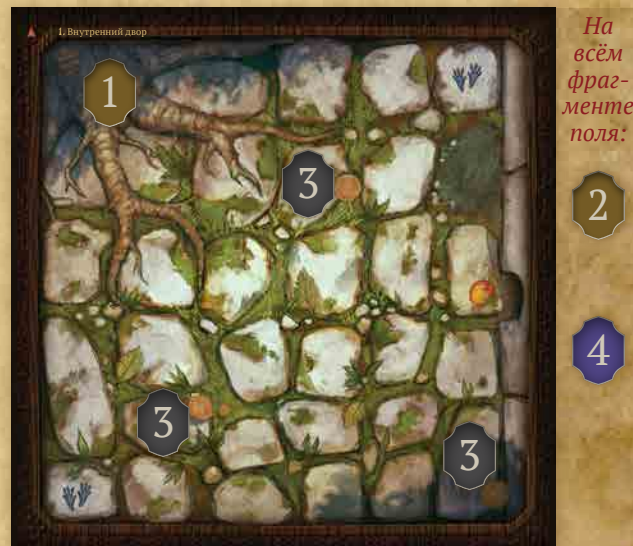 1. Внутренний двор
На
всём
фраг-
менте
поля:
1
3
2
4
3
3